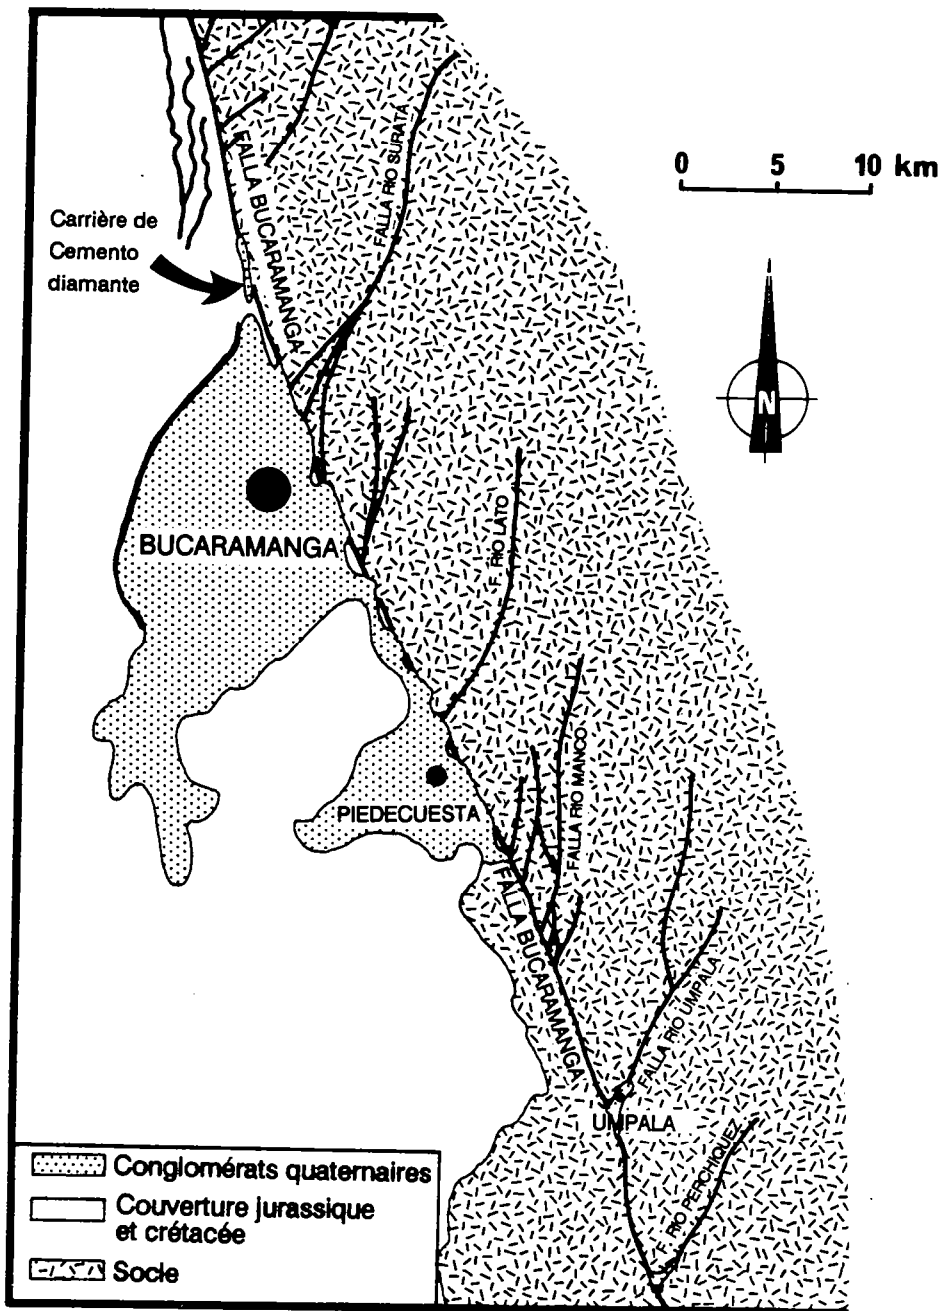 FALLA BUCARAMANGA
FALLA RIO SURATA
0 5 10 km
Carrière de
Cemento
diamante
N
BUCARAMANGA
F. RIO LATO
PIEDECUESTA
FALLA RIO MANCO
FALLA BUCARAMANGA
FALLA RIO UMPALA
UMPALA
F. RIO PERCHIQUEZ
Conglomérats quaternaires
Couverture jurassique
et crétacée
Socle